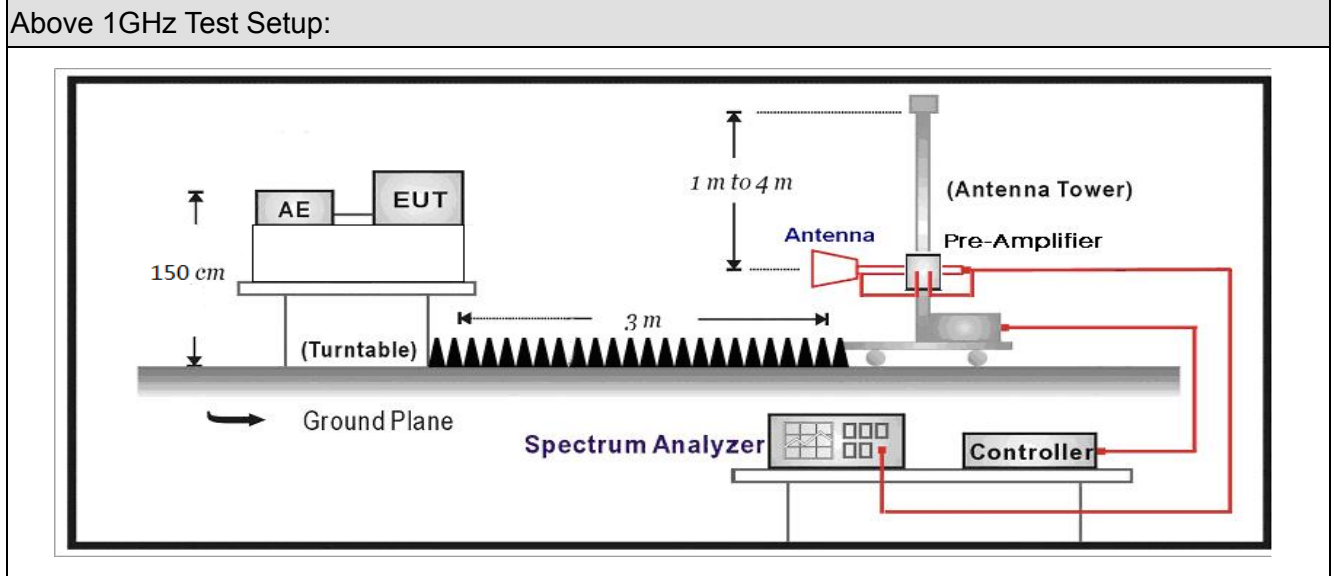 Above 1GHz Test Setup:
1 m to 4 m
(Antenna Tower)
AE
EUT
Antenna
Pre-Amplifier
150 cm
3 m
(Turntable)
Ground Plane
Spectrum Analyzer
Controller